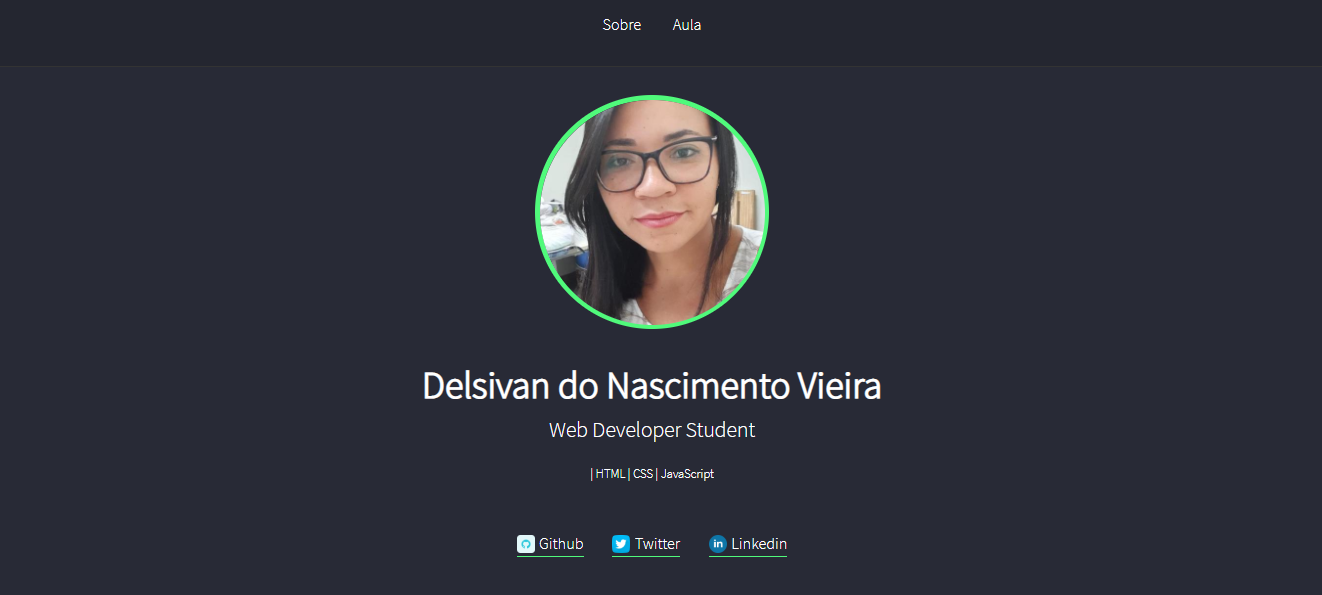 Sobre Aula
Delsivan do Nascimento Vieira
Web Developer Student
| HTML | CSS | JavaScript
Github Twitter Linkedin